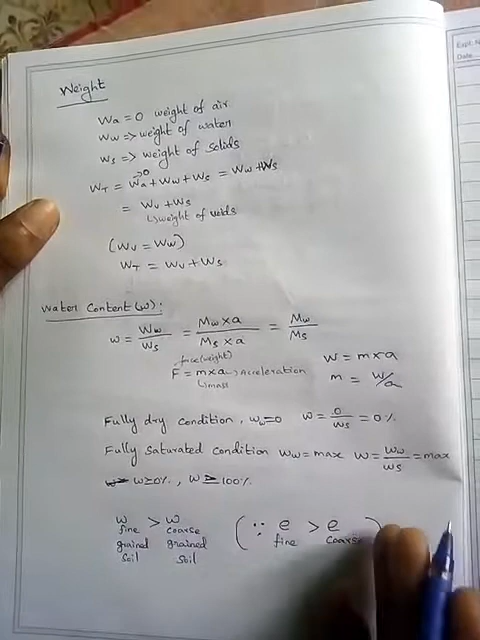 Expt. N
Date
Weight
Wa = 0 weight of air
Ww => weight of water
Ws => weight of solids
WT = Wa→0 + Ww + Ws = Ww + Ws
= Wv + Ws
↳weight of voids
(Wv = Ww)
WT = Wv + Ws
Water Content (w):
w = Ww/Ws = Mw x a/Ms x a = Mw/Ms
force (weight)
F = m x a → Acceleration
↳mass
W = m x a
m = W/a
Fully dry condition, ww=0 w = 0/ws = 0%
Fully saturated condition Ww = max w = ww/ws = max
w ≥ 0%, w ≥ 100%
w fine grained soil > w coarse grained soil (∵ e fine > e coarse)